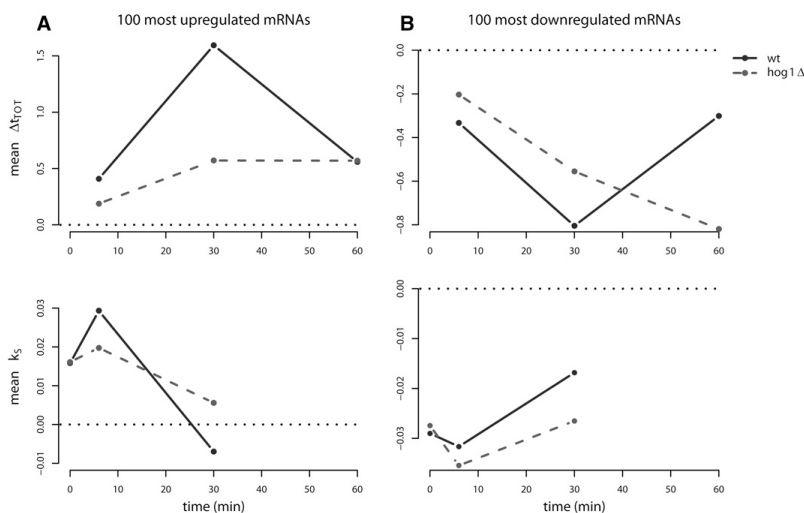 A 100 most upregulated mRNAs
B 100 most downregulated mRNAs
wt
hog1Δ
mean Δt_TOT
1.5
1.0
0.5
0.0
0 10 20 30 40 50 60
0.0
−0.2
−0.4
−0.6
−0.8
0 10 20 30 40 50 60
mean k_S
0.03
0.02
0.01
0.00
−0.01
0 10 20 30 40 50 60
time (min)
0.00
−0.01
−0.02
−0.03
0 10 20 30 40 50 60
time (min)